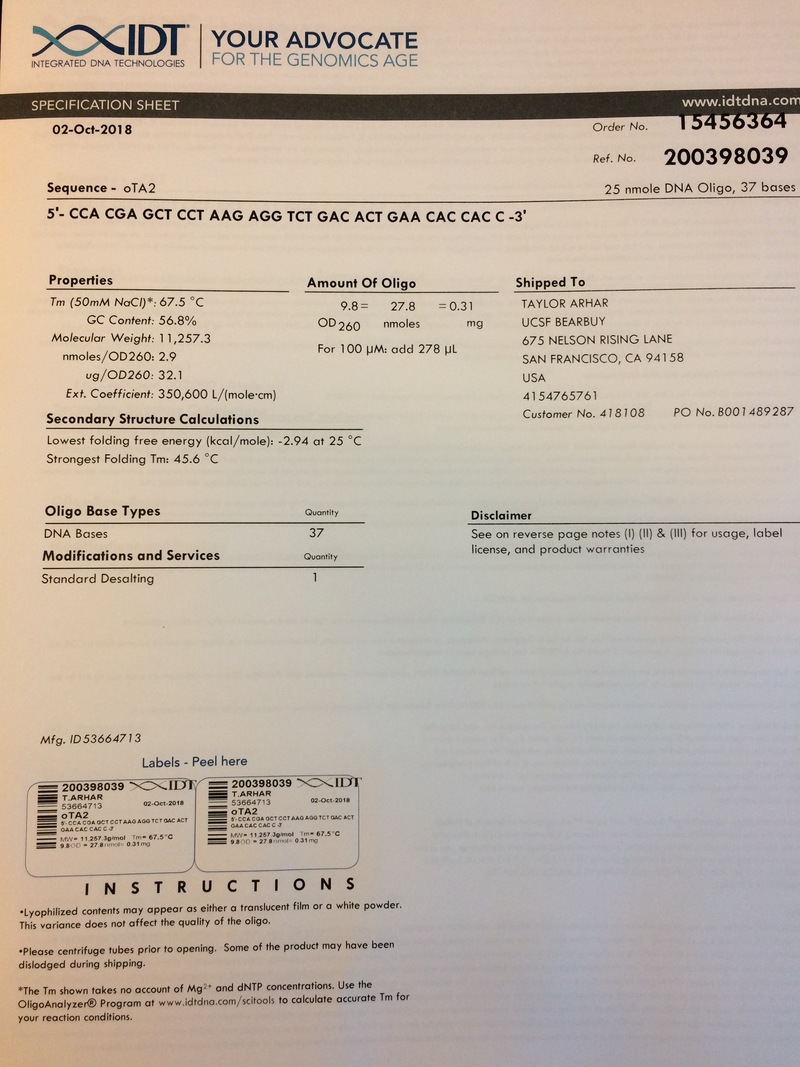 IDT
INTEGRATED DNA TECHNOLOGIES
YOUR ADVOCATE
FOR THE GENOMICS AGE
SPECIFICATION SHEET
www.idtdna.com
02-Oct-2018
Order No. 15456364
Ref. No. 200398039
Sequence - oTA2
25 nmole DNA Oligo, 37 bases
5'- CCA CGA GCT CCT AAG AGG TCT GAC ACT GAA CAC CAC C -3'
Properties
Tm (50mM NaCl)*: 67.5 °C
GC Content: 56.8%
Molecular Weight: 11,257.3
nmoles/OD260: 2.9
ug/OD260: 32.1
Ext. Coefficient: 350,600 L/(mole·cm)
Secondary Structure Calculations
Lowest folding free energy (kcal/mole): -2.94 at 25 °C
Strongest Folding Tm: 45.6 °C
Amount Of Oligo
9.8 = 27.8 = 0.31
OD260 nmoles mg
For 100 µM: add 278 µL
Shipped To
TAYLOR ARHAR
UCSF BEARBUY
675 NELSON RISING LANE
SAN FRANCISCO, CA 94158
USA
4154765761
Customer No. 418108 PO No. B001489287
Oligo Base Types Quantity
DNA Bases 37
Modifications and Services Quantity
Standard Desalting 1
Disclaimer
See on reverse page notes (I) (II) & (III) for usage, label
license, and product warranties
Mfg. ID 53664713
Labels - Peel here
200398039 IDT
T.ARHAR
53664713 02-Oct-2018
oTA2
5'- CCA CGA GCT CCT AAG AGG TCT GAC ACT
GAA CAC CAC C -3'
MW= 11,257.3g/mol Tm= 67.5°C
9.8 OD = 27.8 nmol= 0.31 mg
200398039 IDT
T.ARHAR
53664713 02-Oct-2018
oTA2
5'- CCA CGA GCT CCT AAG AGG TCT GAC ACT
GAA CAC CAC C -3'
MW= 11,257.3g/mol Tm= 67.5°C
9.8 OD = 27.8 nmol= 0.31 mg
INSTRUCTIONS
•Lyophilized contents may appear as either a translucent film or a white powder.
This variance does not affect the quality of the oligo.
•Please centrifuge tubes prior to opening. Some of the product may have been
dislodged during shipping.
*The Tm shown takes no account of Mg²⁺ and dNTP concentrations. Use the
OligoAnalyzer® Program at www.idtdna.com/scitools to calculate accurate Tm for
your reaction conditions.